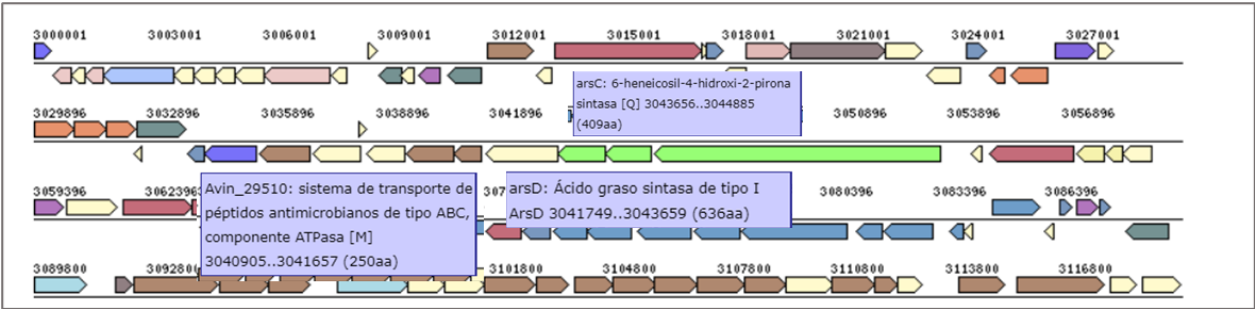 3000001 3003001 3006001 3009001 3012001 3015001 3018001 3021001 3024001 3027001
arsC: 6-heneicosil-4-hidroxi-2-pirona
sintasa [Q] 3043656..3044885
(409aa)
3029896 3032896 3035896 3038896 3041896 3050896 3053896 3056896
3059396 3062396 307 3080396 3083396 3086396
Avin_29510: sistema de transporte de
péptidos antimicrobianos de tipo ABC,
componente ATPasa [M]
3040905..3041657 (250aa)
arsD: Ácido graso sintasa de tipo I
ArsD 3041749..3043659 (636aa)
3089800 309280 3101800 3104800 3107800 3110800 3113800 3116800